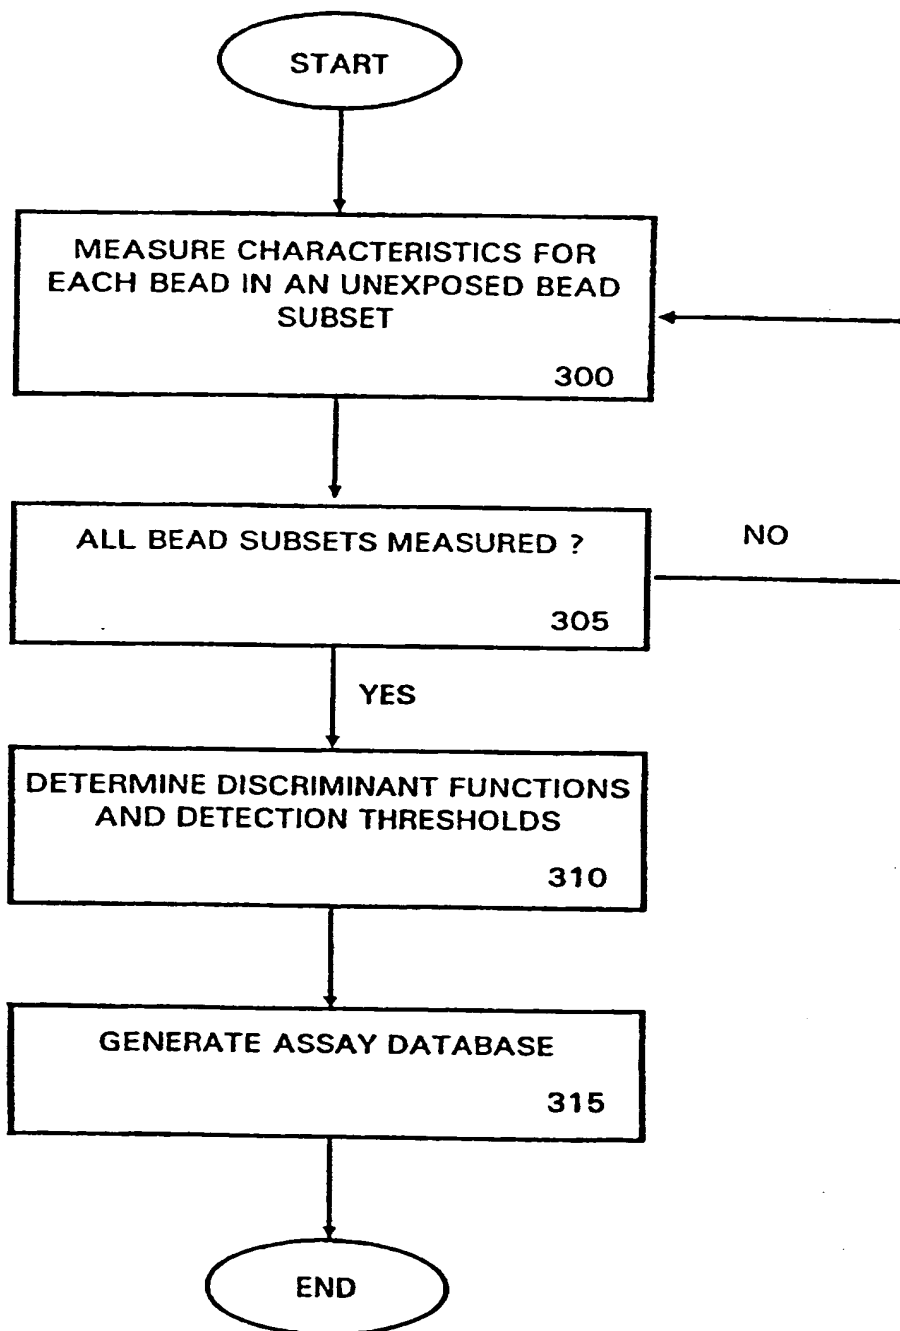 START
MEASURE CHARACTERISTICS FOR
EACH BEAD IN AN UNEXPOSED BEAD
SUBSET
300
ALL BEAD SUBSETS MEASURED ?
NO
305
YES
DETERMINE DISCRIMINANT FUNCTIONS
AND DETECTION THRESHOLDS
310
GENERATE ASSAY DATABASE
315
END